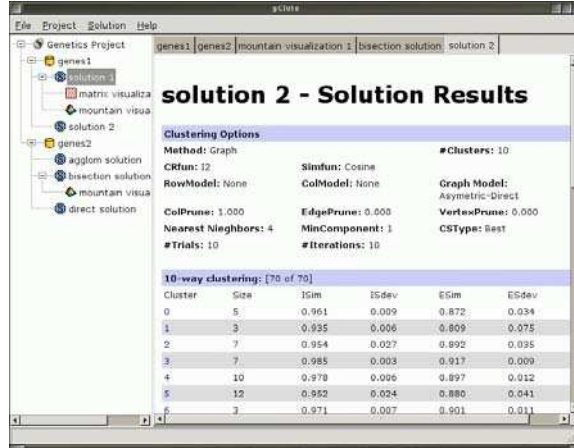 gCluto
File Project Solution Help
Genetics Project
genes1
solution 1
matrix visualiza
mountain visua
solution 2
genes2
agglom solution
bisection solution
mountain visua
direct solution
genes1 genes2 mountain visualization 1 bisection solution solution 2
solution 2 - Solution Results
Clustering Options
Method: Graph #Clusters: 10
CRfun: I2 Simfun: Cosine
RowModel: None ColModel: None Graph Model: Asymetric-Direct
ColPrune: 1.000 EdgePrune: 0.000 VertexPrune: 0.000
Nearest Nieghbors: 4 MinComponent: 1 CSType: Best
#Trials: 10 #Iterations: 10
10-way clustering: [70 of 70]
Cluster Size ISim ISdev ESim ESdev
0 5 0.961 0.009 0.872 0.034
1 3 0.935 0.006 0.809 0.075
2 7 0.954 0.027 0.892 0.035
3 7 0.985 0.003 0.917 0.009
4 10 0.978 0.006 0.897 0.012
5 12 0.952 0.024 0.880 0.041
6 3 0.971 0.007 0.901 0.011